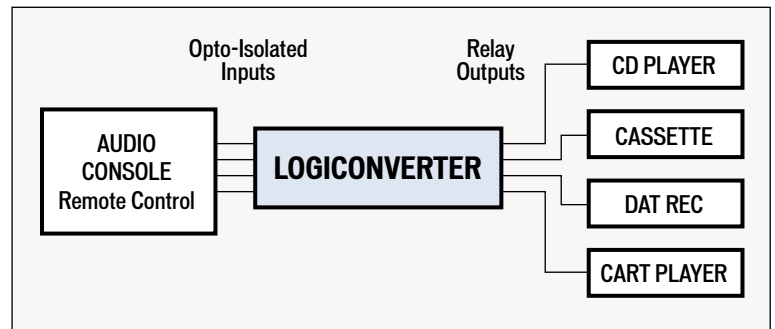 Opto-Isolated
Inputs
Relay
Outputs
AUDIO
CONSOLE
Remote Control
LOGICONVERTER
CD PLAYER
CASSETTE
DAT REC
CART PLAYER